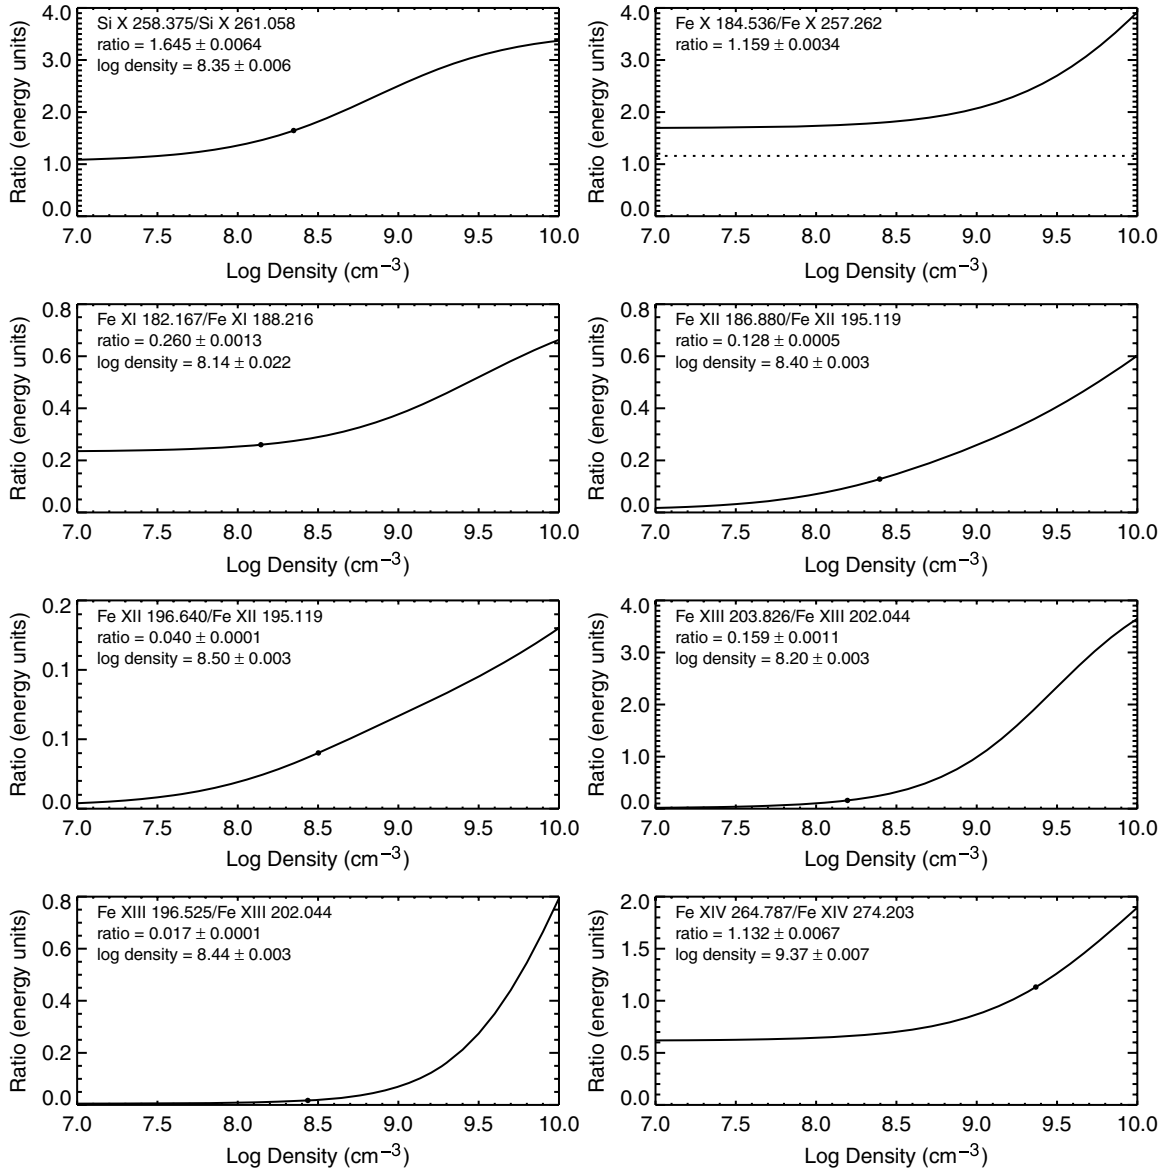 Si X 258.375/Si X 261.058
ratio = 1.645 ± 0.0064
log density = 8.35 ± 0.006
Ratio (energy units)
4.0
3.0
2.0
1.0
0.0
7.0 7.5 8.0 8.5 9.0 9.5 10.0
Log Density (cm⁻³)
Fe X 184.536/Fe X 257.262
ratio = 1.159 ± 0.0034
Ratio (energy units)
4.0
3.0
2.0
1.0
0.0
7.0 7.5 8.0 8.5 9.0 9.5 10.0
Log Density (cm⁻³)
Fe XI 182.167/Fe XI 188.216
ratio = 0.260 ± 0.0013
log density = 8.14 ± 0.022
Ratio (energy units)
0.8
0.6
0.4
0.2
0.0
7.0 7.5 8.0 8.5 9.0 9.5 10.0
Log Density (cm⁻³)
Fe XII 186.880/Fe XII 195.119
ratio = 0.128 ± 0.0005
log density = 8.40 ± 0.003
Ratio (energy units)
0.8
0.6
0.4
0.2
0.0
7.0 7.5 8.0 8.5 9.0 9.5 10.0
Log Density (cm⁻³)
Fe XII 196.640/Fe XII 195.119
ratio = 0.040 ± 0.0001
log density = 8.50 ± 0.003
Ratio (energy units)
0.2
0.1
0.1
0.0
7.0 7.5 8.0 8.5 9.0 9.5 10.0
Log Density (cm⁻³)
Fe XIII 203.826/Fe XIII 202.044
ratio = 0.159 ± 0.0011
log density = 8.20 ± 0.003
Ratio (energy units)
4.0
3.0
2.0
1.0
0.0
7.0 7.5 8.0 8.5 9.0 9.5 10.0
Log Density (cm⁻³)
Fe XIII 196.525/Fe XIII 202.044
ratio = 0.017 ± 0.0001
log density = 8.44 ± 0.003
Ratio (energy units)
0.8
0.6
0.4
0.2
0.0
7.0 7.5 8.0 8.5 9.0 9.5 10.0
Log Density (cm⁻³)
Fe XIV 264.787/Fe XIV 274.203
ratio = 1.132 ± 0.0067
log density = 9.37 ± 0.007
Ratio (energy units)
2.0
1.5
1.0
0.5
0.0
7.0 7.5 8.0 8.5 9.0 9.5 10.0
Log Density (cm⁻³)